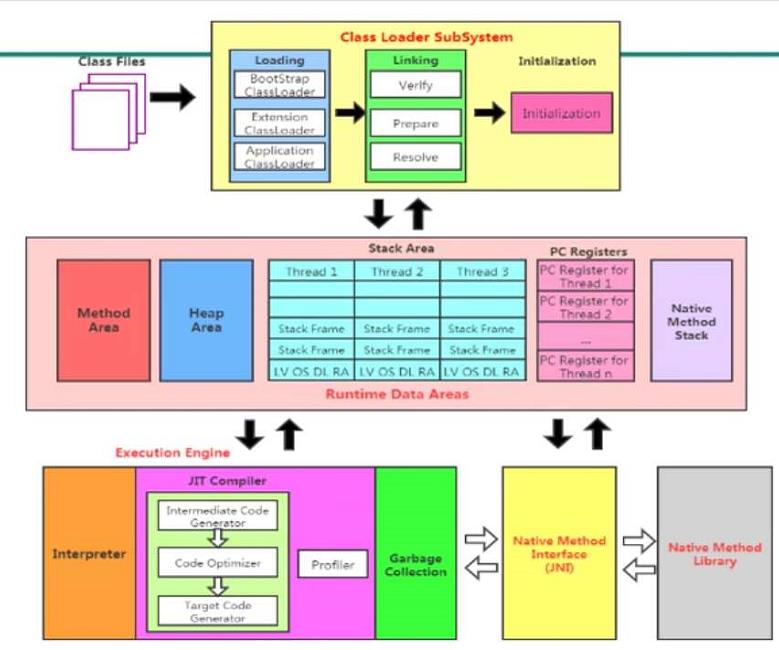 Class Loader SubSystem
Class Files
Loading
Linking
Initialization
BootStrap
ClassLoader
Extension
ClassLoader
Application
ClassLoader
Verify
Prepare
Resolve
Initialization
Stack Area
PC Registers
Method
Area
Heap
Area
Thread 1
Thread 2
Thread 3
Stack Frame
Stack Frame
Stack Frame
Stack Frame
Stack Frame
Stack Frame
LV OS DL RA
LV OS DL RA
LV OS DL RA
PC Register for
Thread 1
PC Register for
Thread 2
...
PC Register for
Thread n
Native
Method
Stack
Runtime Data Areas
Execution Engine
Interpreter
JIT Compiler
Intermediate Code
Generator
Code Optimizer
Target Code
Generator
Profiler
Garbage
Collection
Native Method
Interface
(JNI)
Native Method
Library